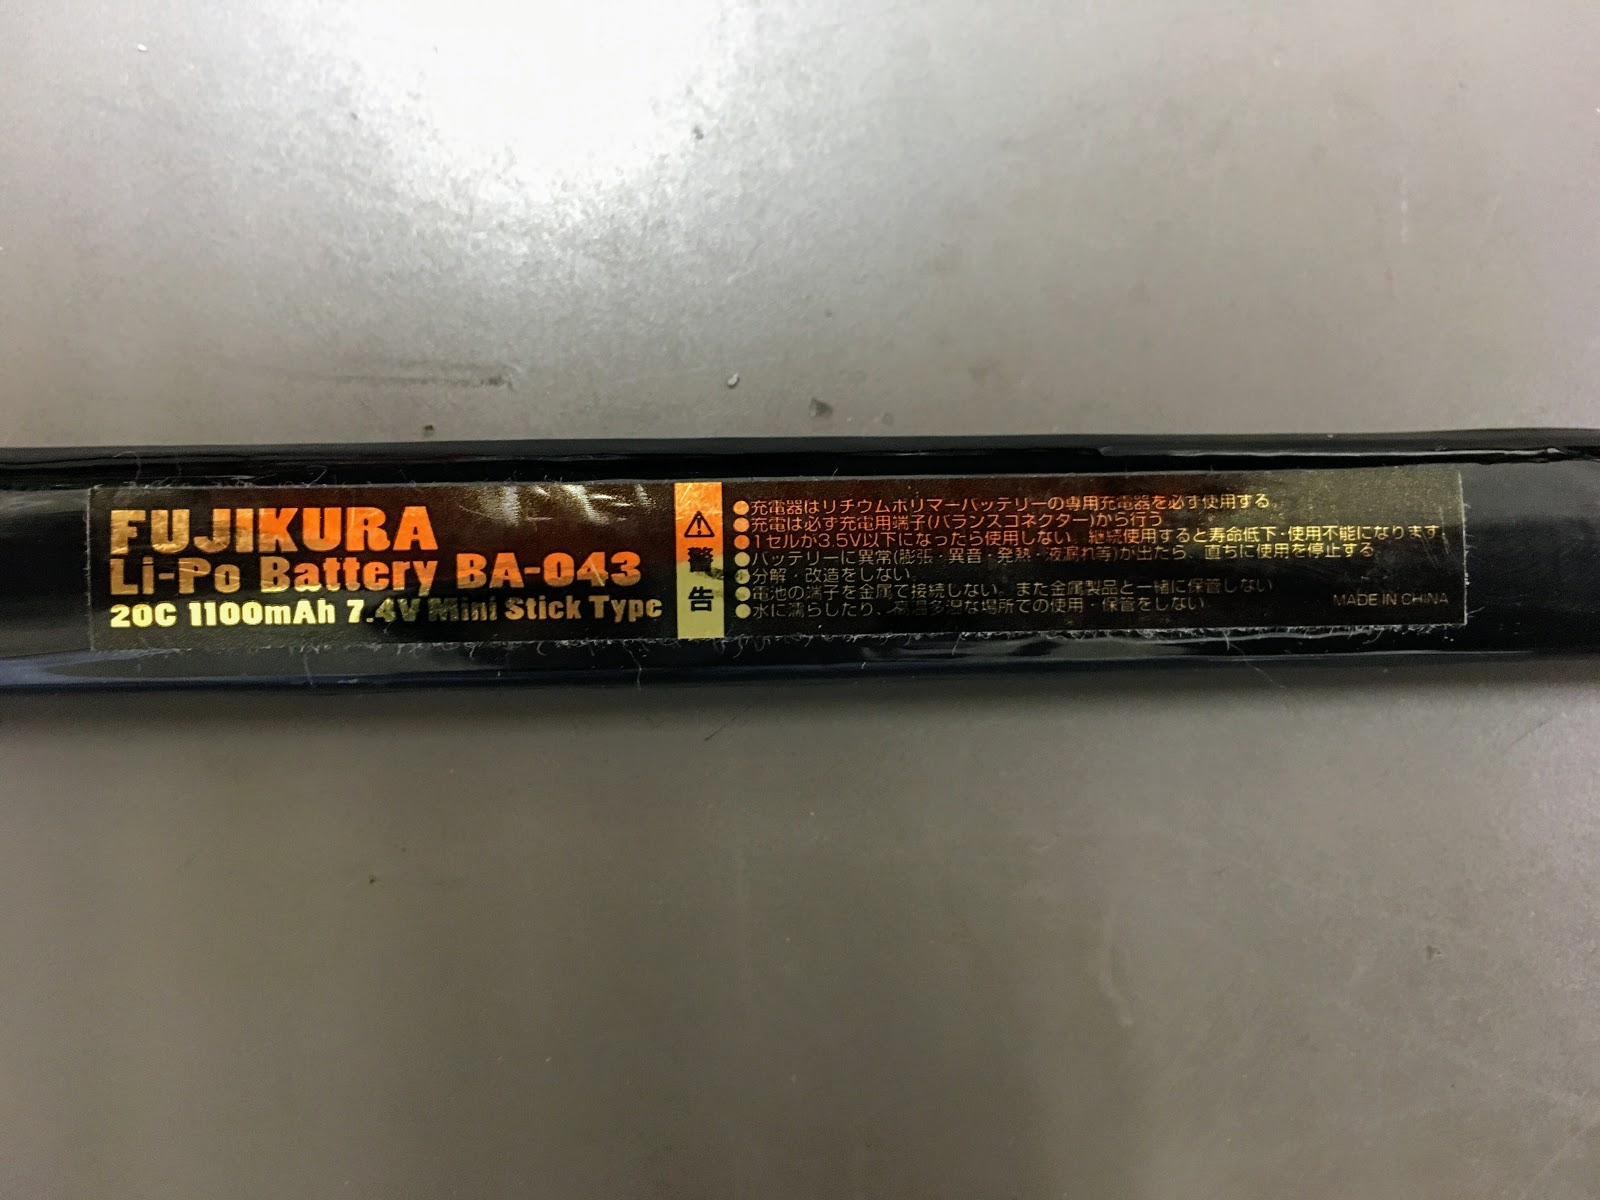 FUJIKURA
Li-Po Battery BA-043
20C 1100mAh 7.4V Mini Stick Type
警告
●充電器はリチウムポリマーバッテリーの専用充電器を必ず使用する。
●充電は必ず充電用端子(バランスコネクター)から行う
●1セルが3.5V以下になったら使用しない。継続使用すると寿命低下・使用不能になります。
●バッテリーに異常(膨張・異音・発熱・液漏れ等)が出たら、直ちに使用を停止する
●分解・改造をしない。
●電池の端子を金属で接続しない。また金属製品と一緒に保管しない
●水に濡らしたり、高温多湿な場所での使用・保管をしない
MADE IN CHINA